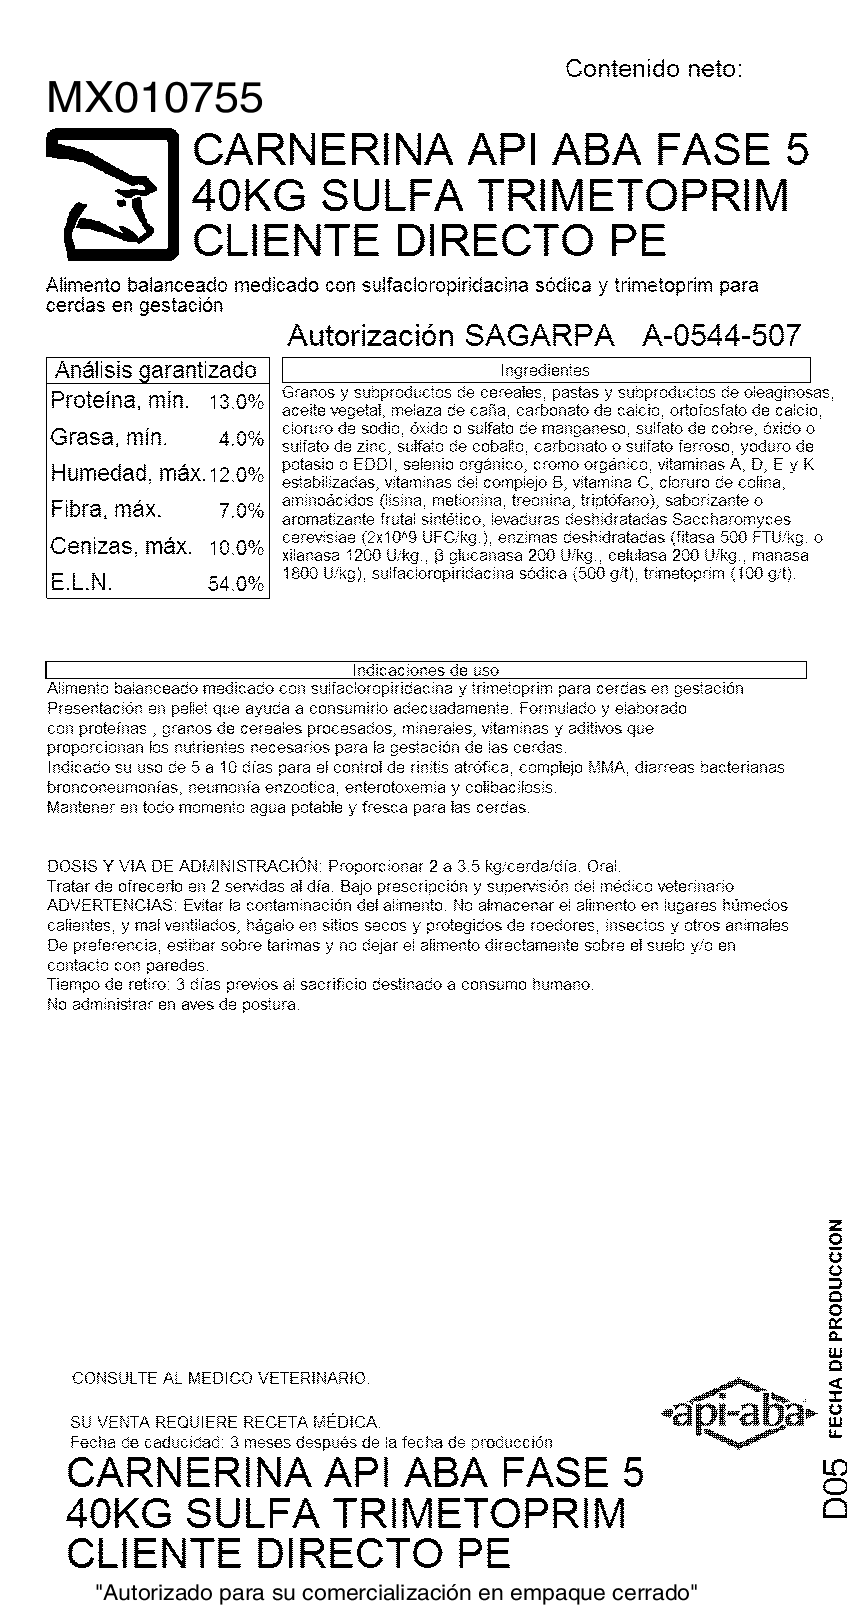 Contenido neto:
MX010755
CARNERINA API ABA FASE 5
40KG SULFA TRIMETOPRIM
CLIENTE DIRECTO PE
Alimento balanceado medicado con sulfacloropiridacina sódica y trimetoprim para
cerdas en gestación
Autorización SAGARPA A-0544-507
Análisis garantizado
Proteína, mín. 13.0%
Grasa, mín. 4.0%
Humedad, máx. 12.0%
Fibra, máx. 7.0%
Cenizas, máx. 10.0%
E.L.N. 54.0%
Ingredientes
Granos y subproductos de cereales, pastas y subproductos de oleaginosas,
aceite vegetal, melaza de caña, carbonato de calcio, ortofosfato de calcio,
cloruro de sodio, óxido o sulfato de manganeso, sulfato de cobre, óxido o
sulfato de zinc, sulfato de cobalto, carbonato o sulfato ferroso, yoduro de
potasio o EDDI, selenio orgánico, cromo orgánico, vitaminas A, D, E y K
estabilizadas, vitaminas del complejo B, vitamina C, cloruro de colina,
aminoácidos (lisina, metionina, treonina, triptófano), saborizante o
aromatizante frutal sintético, levaduras deshidratadas Saccharomyces
cerevisiae (2x10^9 UFC/kg.), enzimas deshidratadas (fitasa 500 FTU/kg. o
xilanasa 1200 U/kg., β glucanasa 200 U/kg., celulasa 200 U/kg., manasa
1800 U/kg), sulfacloropiridacina sódica (500 g/t), trimetoprim (100 g/t).
Indicaciones de uso
Alimento balanceado medicado con sulfacloropiridacina y trimetoprim para cerdas en gestación
Presentación en pellet que ayuda a consumirlo adecuadamente. Formulado y elaborado
con proteínas , granos de cereales procesados, minerales, vitaminas y aditivos que
proporcionan los nutrientes necesarios para la gestación de las cerdas.
Indicado su uso de 5 a 10 días para el control de rinitis atrófica, complejo MMA, diarreas bacterianas
bronconeumonías, neumonía enzootica, enterotoxemia y colibacilosis.
Mantener en todo momento agua potable y fresca para las cerdas.
DOSIS Y VIA DE ADMINISTRACIÓN: Proporcionar 2 a 3.5 kg/cerda/día. Oral.
Tratar de ofrecerlo en 2 servidas al día. Bajo prescripción y supervisión del médico veterinario
ADVERTENCIAS: Evitar la contaminación del alimento. No almacenar el alimento en lugares húmedos
calientes, y mal ventilados, hágalo en sitios secos y protegidos de roedores, insectos y otros animales
De preferencia, estibar sobre tarimas y no dejar el alimento directamente sobre el suelo y/o en
contacto con paredes.
Tiempo de retiro: 3 días previos al sacrificio destinado a consumo humano.
No administrar en aves de postura.
FECHA DE PRODUCCION
D05
CONSULTE AL MEDICO VETERINARIO.
api-aba
SU VENTA REQUIERE RECETA MÉDICA.
Fecha de caducidad: 3 meses después de la fecha de producción
CARNERINA API ABA FASE 5
40KG SULFA TRIMETOPRIM
CLIENTE DIRECTO PE
"Autorizado para su comercialización en empaque cerrado"